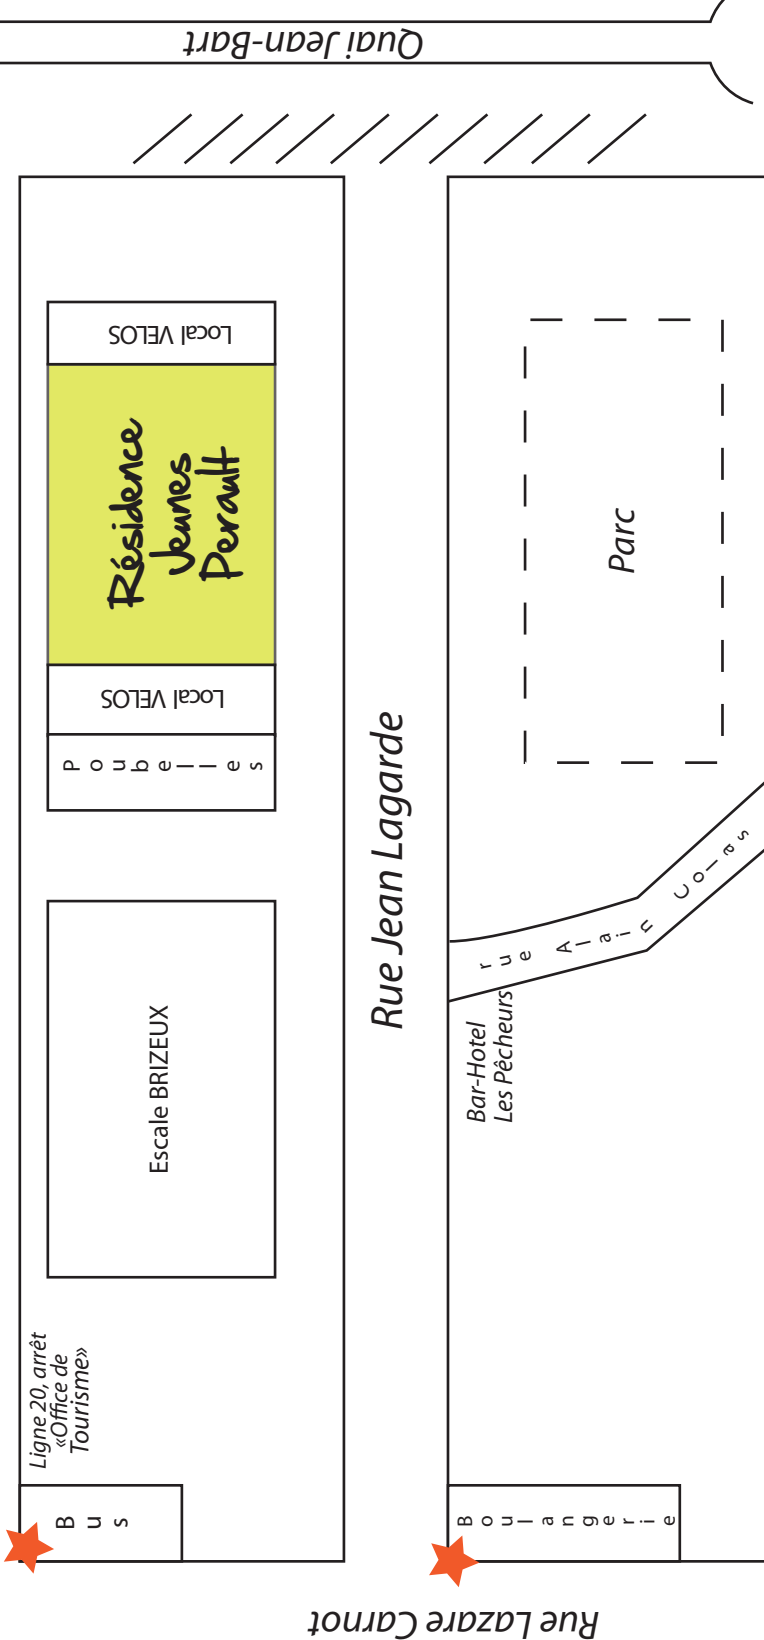 Quai Jean-Bart
Local VELOS
Résidence
Jeunes
Perault
Local VELOS
Poubelles
Parc
Rue Jean Lagarde
rue Alain Colas
Bar-Hotel
Les Pêcheurs
Escale BRIZEUX
Ligne 20, arrêt
«Office de
Tourisme»
Bus
Boulangerie
Rue Lazare Carnot